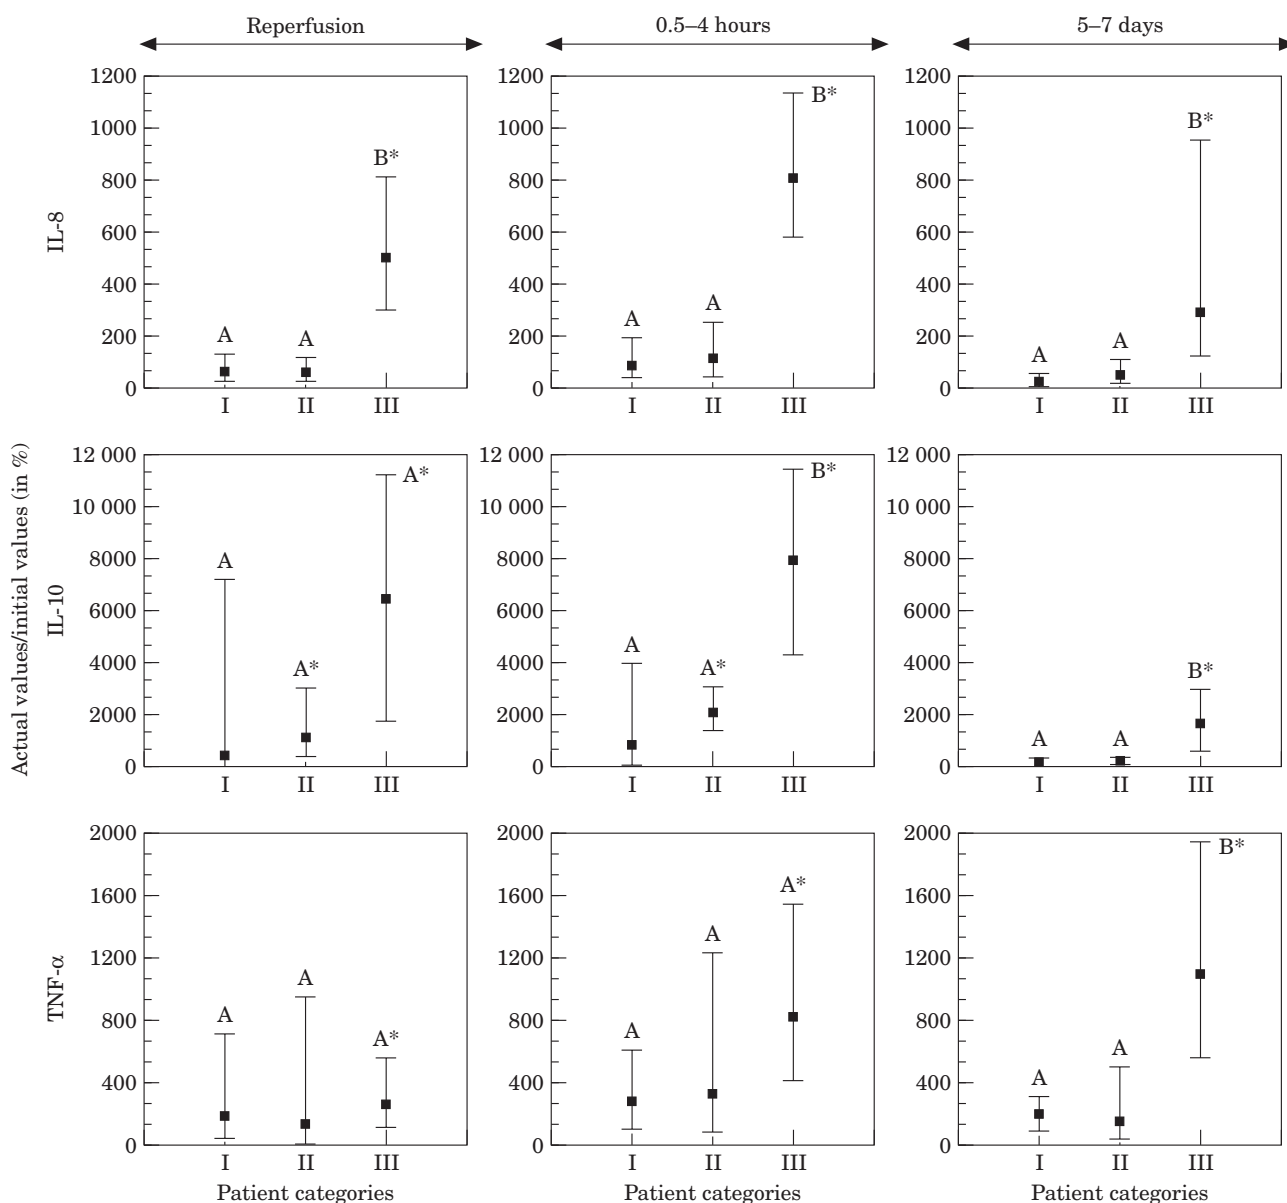 Reperfusion
0.5–4 hours
5–7 days
Actual values/initial values (in %)
IL-8
1200
1000
800
600
400
200
0
A
A
B*
I II III
1200
1000
800
600
400
200
0
A
A
B*
I II III
1200
1000
800
600
400
200
0
A
A
B*
I II III
IL-10
12 000
10 000
8000
6000
4000
2000
0
A
A*
A*
I II III
12 000
10 000
8000
6000
4000
2000
0
A
A*
B*
I II III
12 000
10 000
8000
6000
4000
2000
0
A
A
B*
I II III
TNF-α
2000
1600
1200
800
400
0
A
A
A*
I II III
Patient categories
2000
1600
1200
800
400
0
A
A
A*
I II III
Patient categories
2000
1600
1200
800
400
0
A
A
B*
I II III
Patient categories